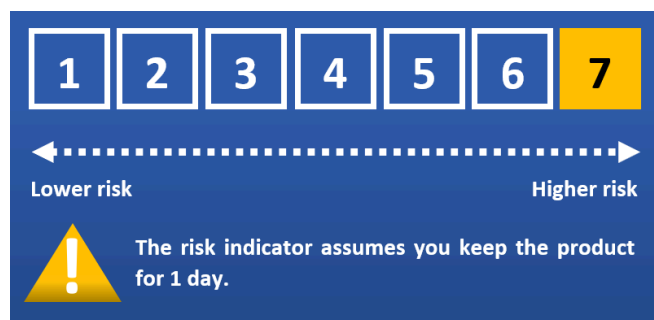 1 2 3 4 5 6 7
Lower risk Higher risk
The risk indicator assumes you keep the product
for 1 day.